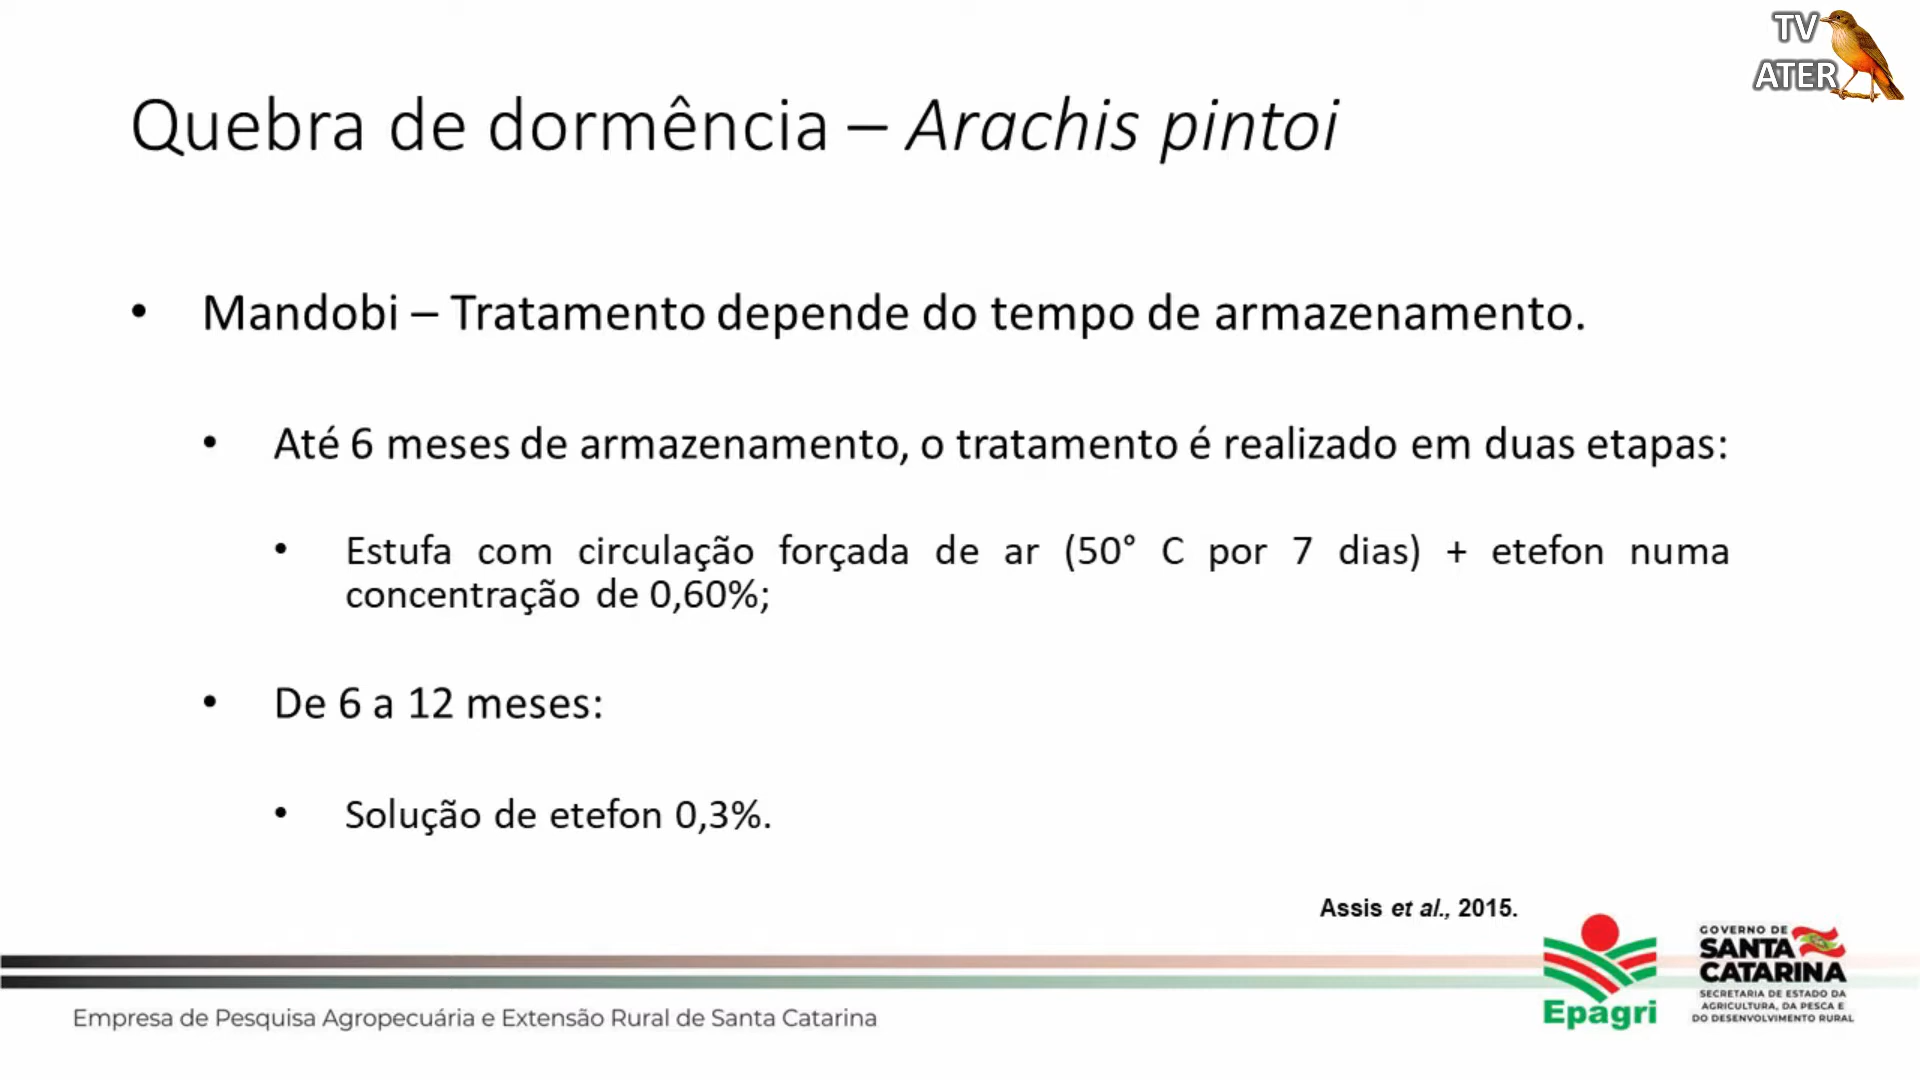 TV
ATER
Quebra de dormência – Arachis pintoi
• Mandobi – Tratamento depende do tempo de armazenamento.
• Até 6 meses de armazenamento, o tratamento é realizado em duas etapas:
• Estufa com circulação forçada de ar (50° C por 7 dias) + etefon numa
concentração de 0,60%;
• De 6 a 12 meses:
• Solução de etefon 0,3%.
Assis et al., 2015.
Empresa de Pesquisa Agropecuária e Extensão Rural de Santa Catarina
Epagri
GOVERNO DE
SANTA
CATARINA
SECRETARIA DE ESTADO DA
AGRICULTURA, DA PESCA E
DO DESENVOLVIMENTO RURAL